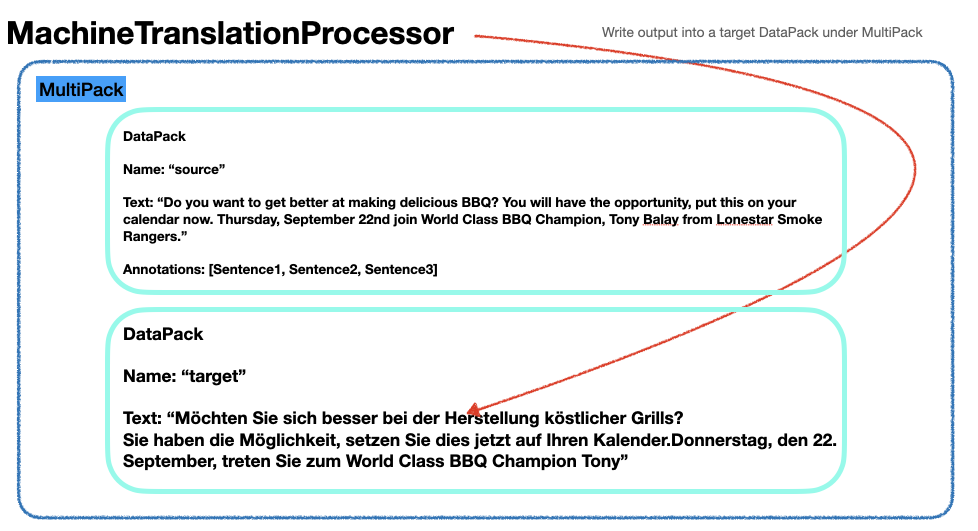 MachineTranslationProcessor
Write output into a target DataPack under MultiPack
MultiPack
DataPack
Name: “source”
Text: “Do you want to get better at making delicious BBQ? You will have the opportunity, put this on your
calendar now. Thursday, September 22nd join World Class BBQ Champion, Tony Balay from Lonestar Smoke
Rangers.”
Annotations: [Sentence1, Sentence2, Sentence3]
DataPack
Name: “target”
Text: “Möchten Sie sich besser bei der Herstellung köstlicher Grills?
Sie haben die Möglichkeit, setzen Sie dies jetzt auf Ihren Kalender.Donnerstag, den 22.
September, treten Sie zum World Class BBQ Champion Tony”